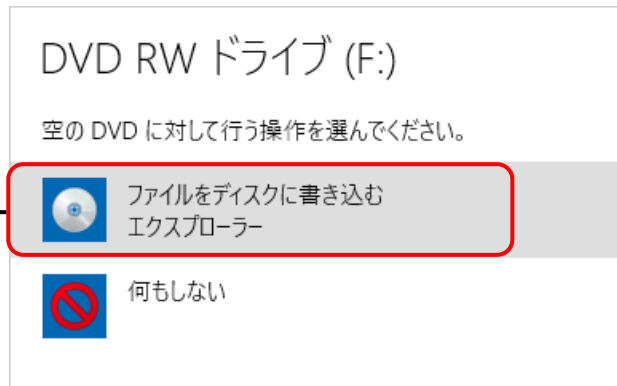 DVD RW ドライブ (F:)
空の DVD に対して行う操作を選んでください。
ファイルをディスクに書き込む
エクスプローラー
何もしない